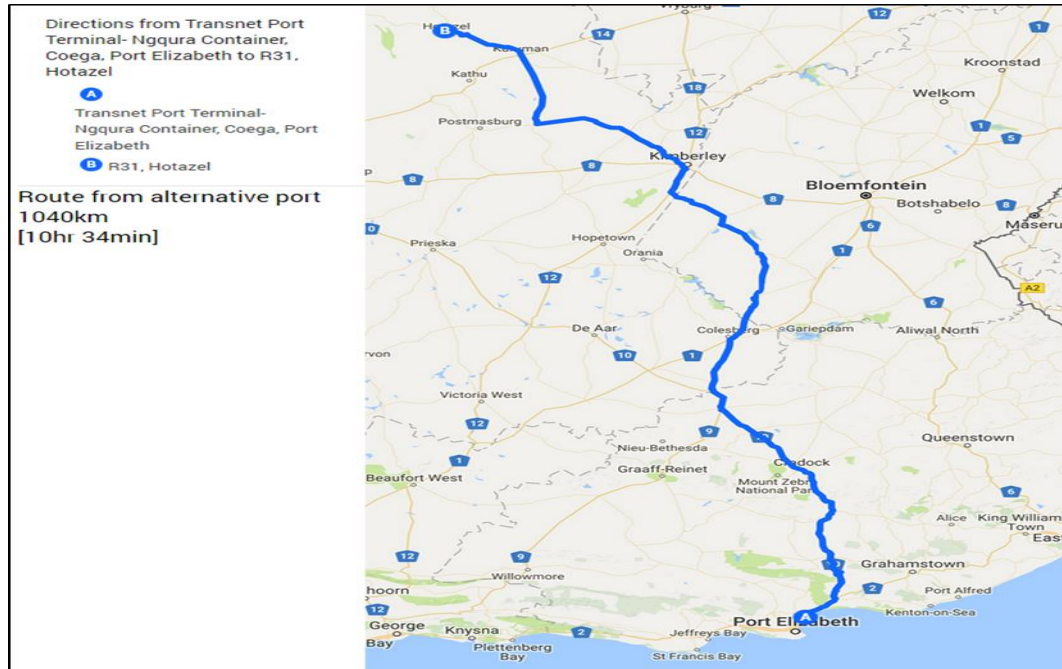 Directions from Transnet Port
Terminal- Ngqura Container,
Coega, Port Elizabeth to R31,
Hotazel
A
Transnet Port Terminal-
Ngqura Container, Coega, Port
Elizabeth
B R31, Hotazel
Route from alternative port
1040km
[10hr 34min]
12
B
14
Kathu
Kroonstad
18
Welkom
Postmasburg
12
1
5
Kimberley
8
8
Bloemfontein
8
8
Botshabelo
Maseru
6
Prieska
Hopetown
1
Orania
12
A2
6
De Aar
Colesberg
Gariepdam
Aliwal North
10
1
Victoria West
12
9
Queenstown
1
Nieu-Bethesda
Graaff-Reinet
Cradock
Beaufort West
Mount Zebra
National Park
6
Alice
King William
Town
East
12
9
Willowmore
Grahamstown
2
Port Alfred
12
Kenton-on-Sea
A
Port Elizabeth
George
Knysna
2
Jeffreys Bay
Bay
Plettenberg
Bay
St Francis Bay